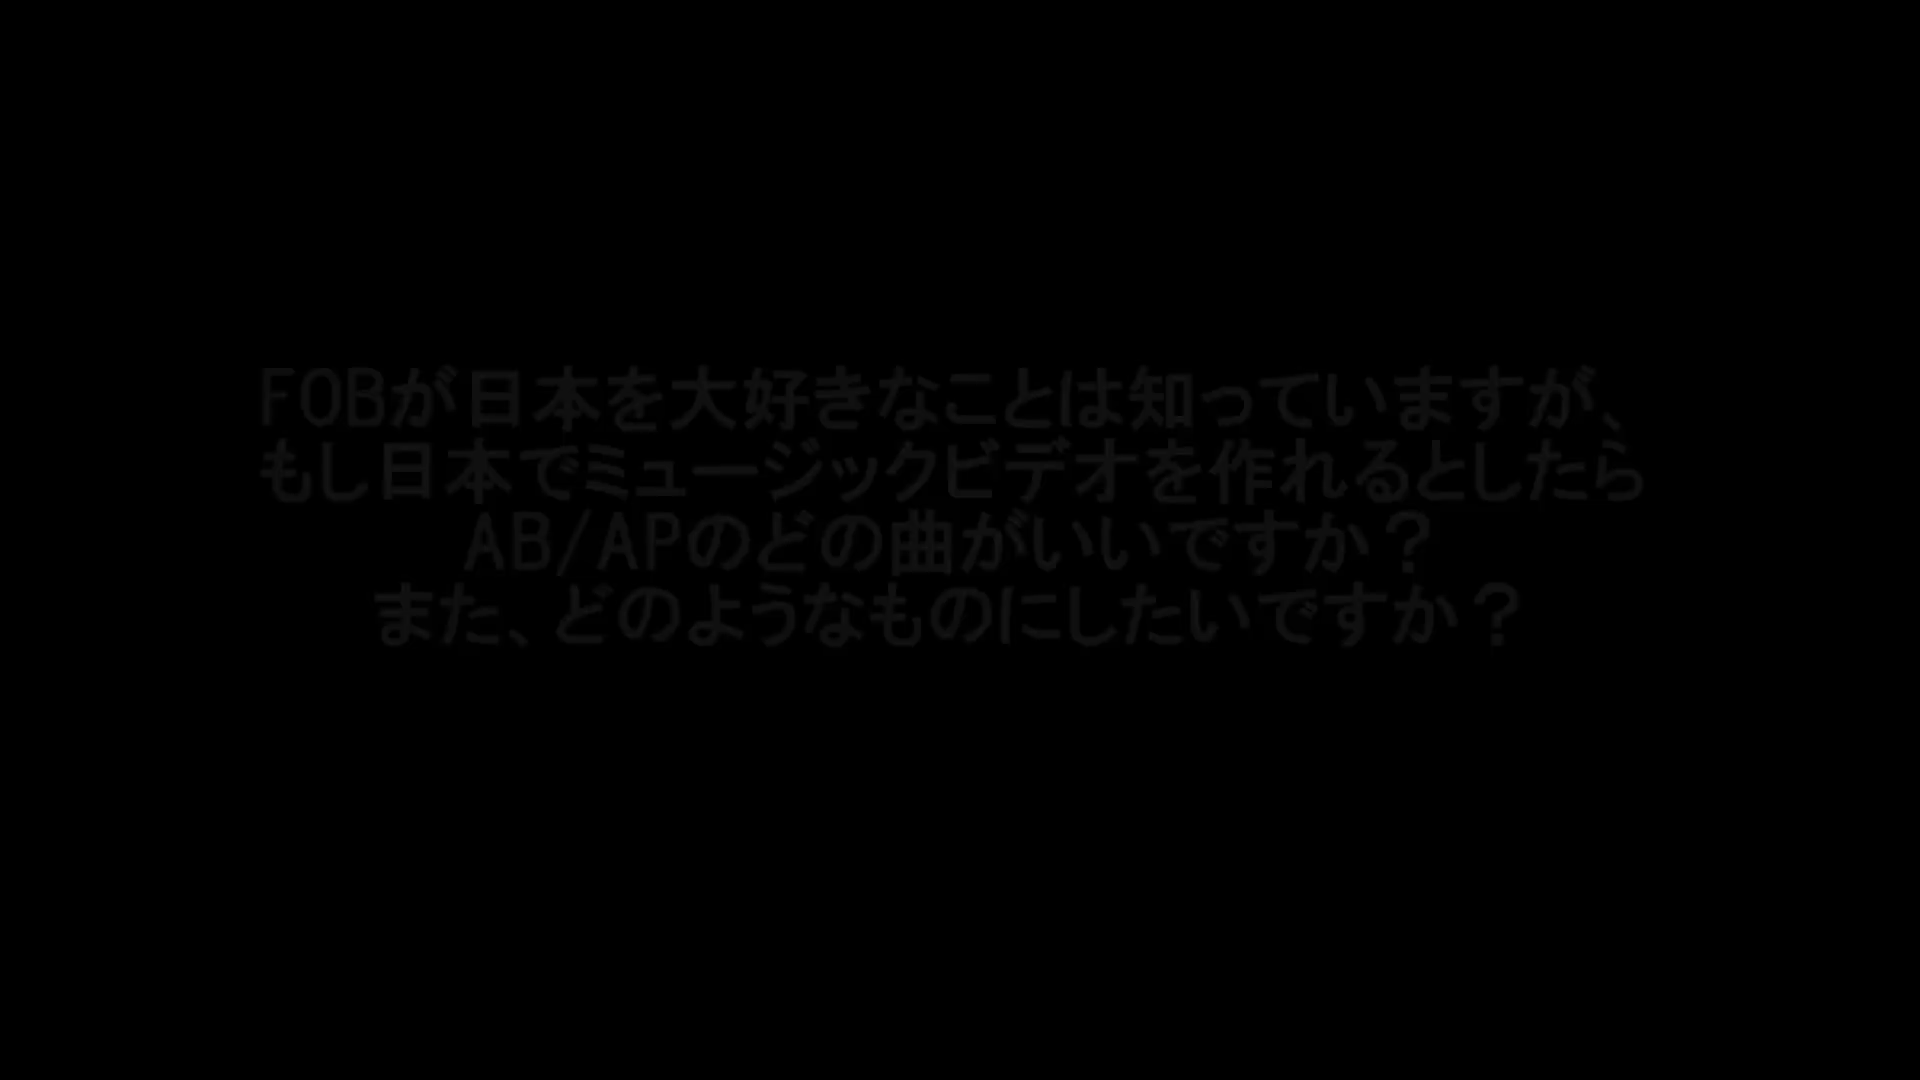 FOBが日本を大好きなことは知っていますが、
もし日本でミュージックビデオを作れるとしたら
AB/APのどの曲がいいですか？
また、どのようなものにしたいですか？